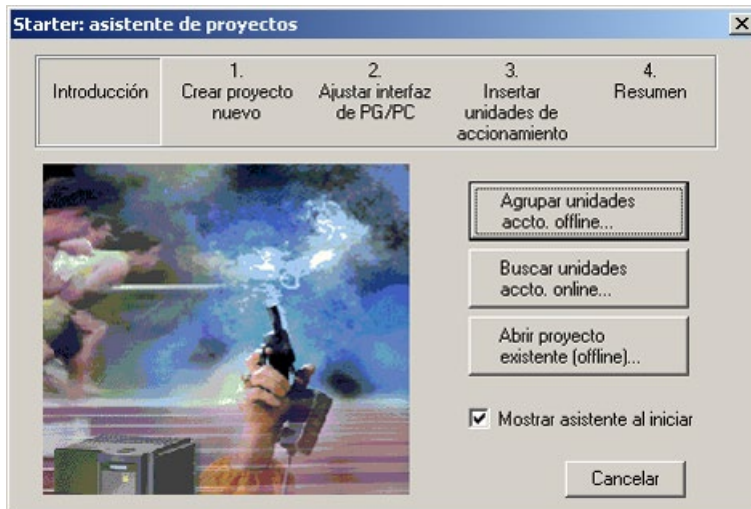 Starter: asistente de proyectos
Introducción
1.
Crear proyecto
nuevo
2.
Ajustar interfaz
de PG/PC
3.
Insertar
unidades de
accionamiento
4.
Resumen
Agrupar unidades
accto. offline...
Buscar unidades
accto. online...
Abrir proyecto
existente (offline)...
Mostrar asistente al iniciar
Cancelar